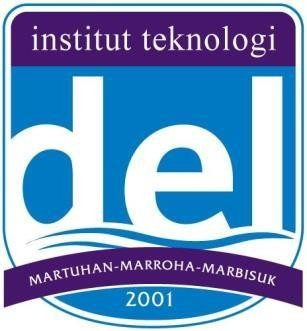 institut teknologi
del
MARTUHAN-MARROHA-MARBISUK
2001